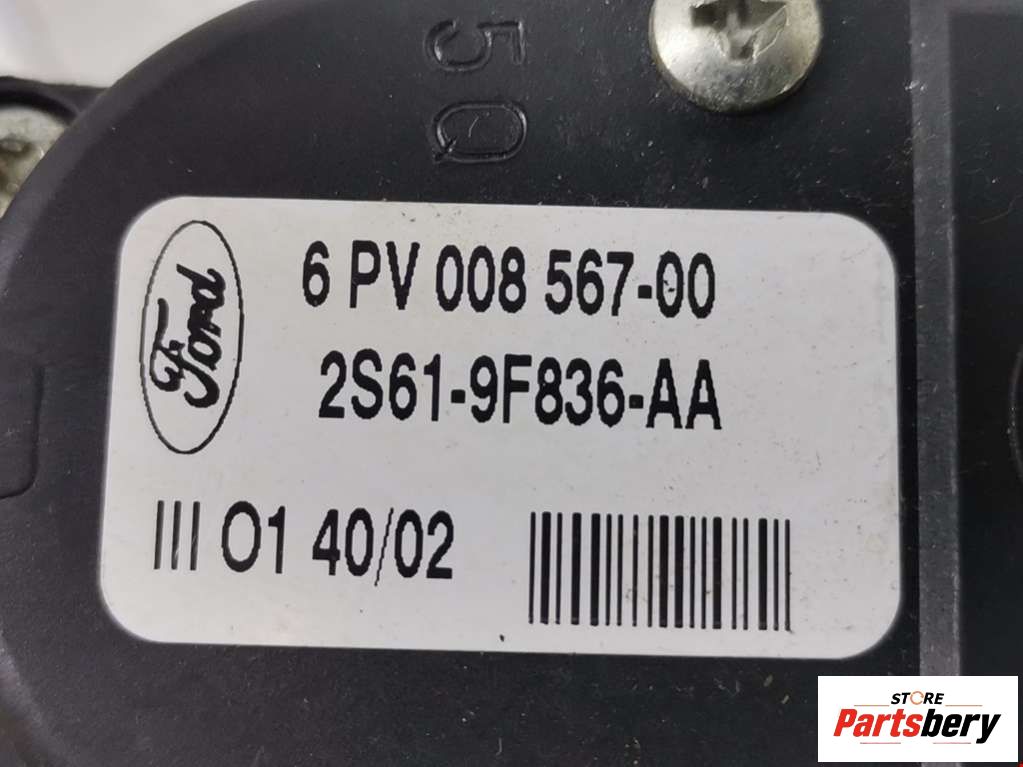 50
Ford
6 PV 008 567-00
2S61-9F836-AA
III O1 40/02
STORE
Partsbery